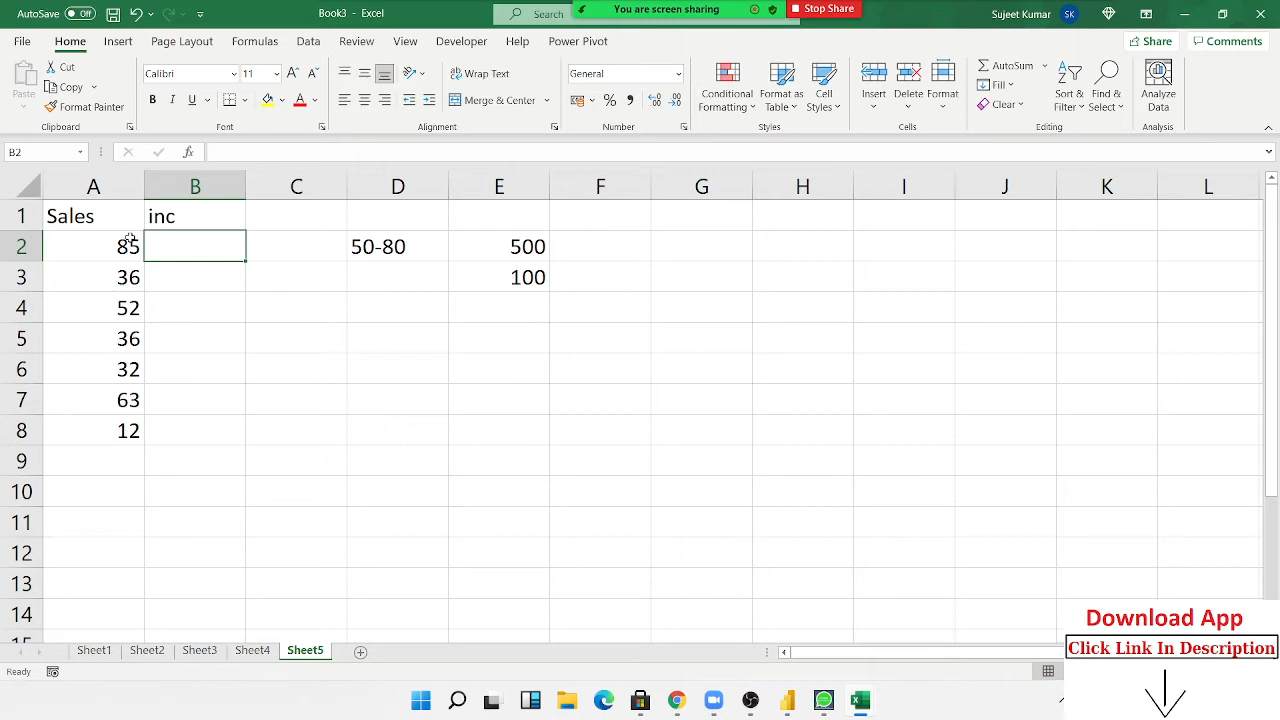 AutoSave Off Book3 - Excel Search You are screen sharing Stop Share Sujeet Kumar SK
File Home Insert Page Layout Formulas Data Review View Developer Help Power Pivot Share Comments
Paste Cut Copy Format Painter Clipboard
Calibri 11 B I U A Font
Wrap Text Merge & Center Alignment
General % Number
Conditional Formatting Format as Table Cell Styles Styles
Insert Delete Format Cells
AutoSum Fill Clear Sort & Filter Find & Select Editing
Analyze Data Analysis
B2 fx
A B C D E F G H I J K L
1 Sales inc
2 85 50-80 500
3 36 100
4 52
5 36
6 32
7 63
8 12
9
10
11
12
13
14
15
Download App
Click Link In Description
Sheet1 Sheet2 Sheet3 Sheet4 Sheet5
Ready